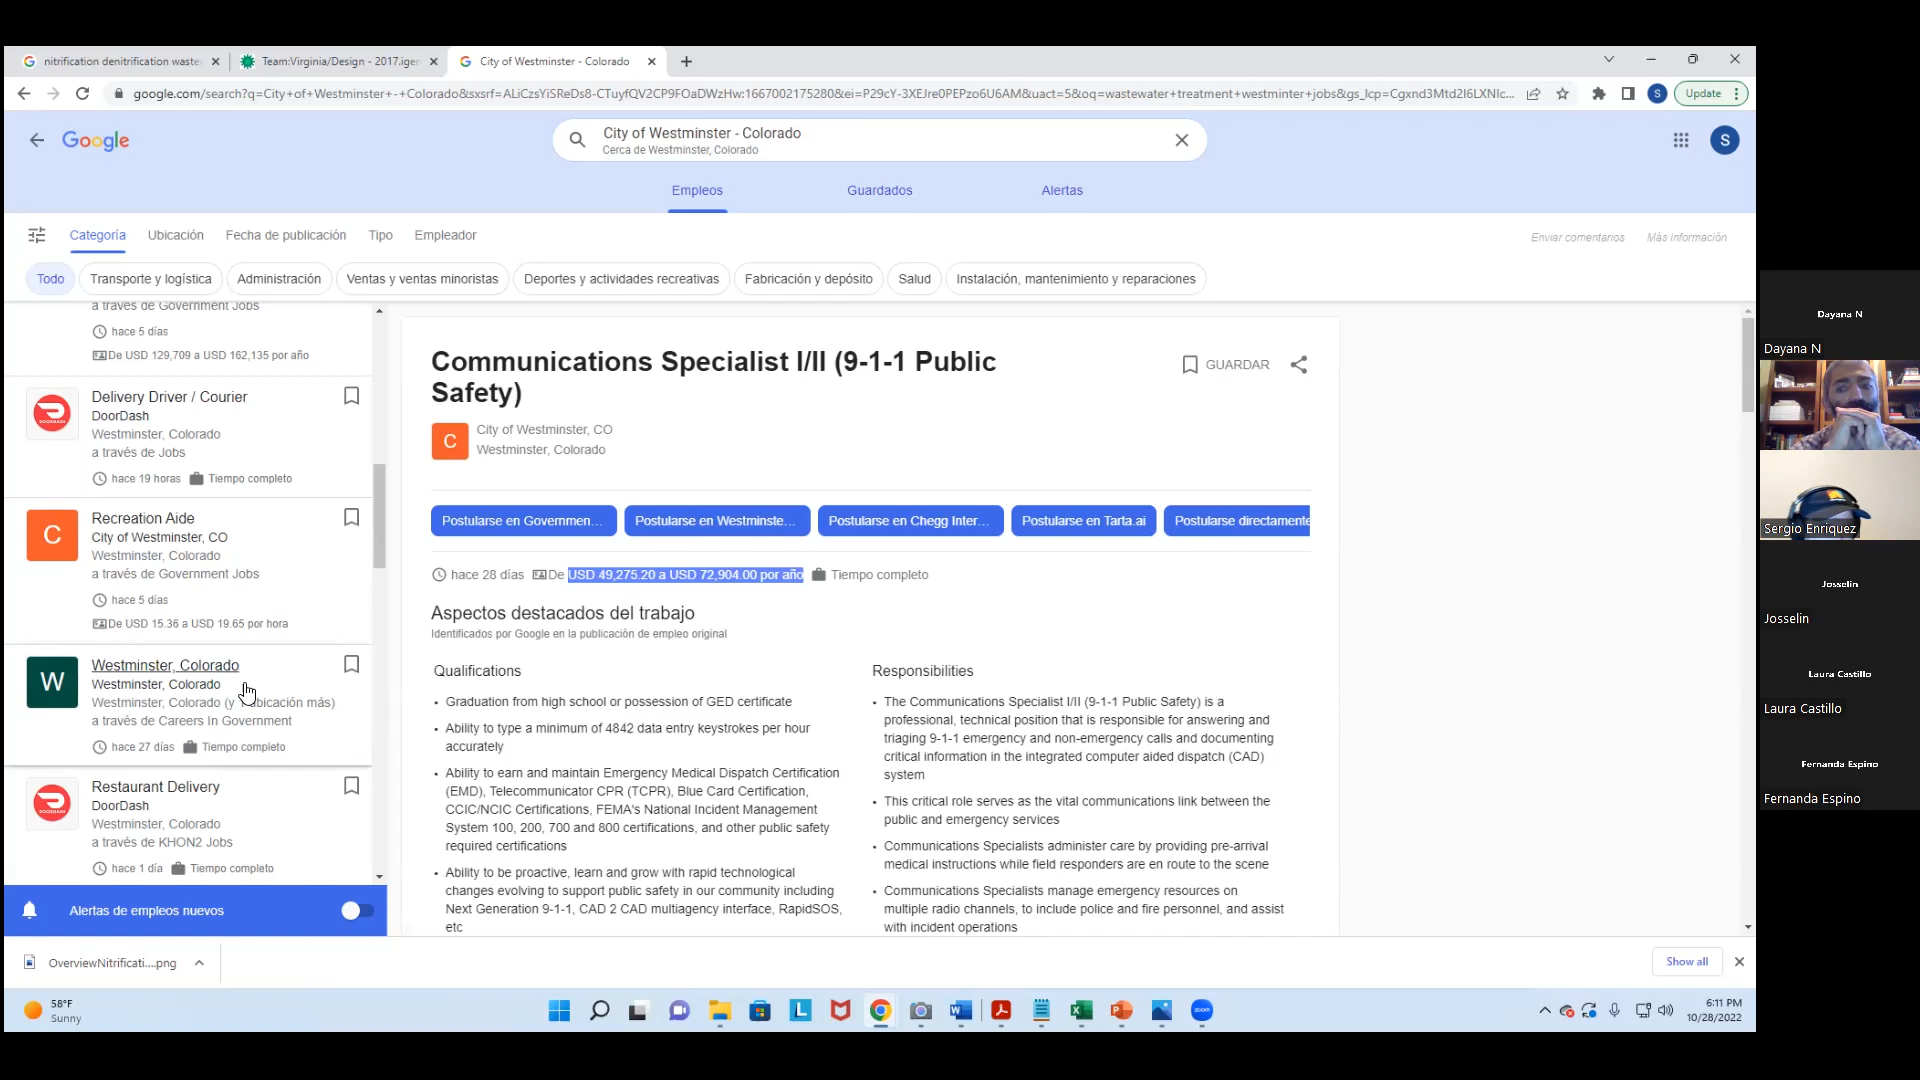 nitrification denitrification waste
Team:Virginia/Design - 2017.iger
City of Westminster - Colorado
google.com/search?q=City+of+Westminster+-+Colorado&sxsrf=ALiCzsYiSReDs8-CTuyfQV2CP9FOaDWzHw:1667002175280&ei=P29cY-3XEJre0PEPzo6U6AM&uact=5&oq=wastewater+treatment+westminter+jobs&gs_lcp=Cgxnd3Mtd2l6LXNlc...
S
Update
Google
City of Westminster - Colorado
Cerca de Westminster, Colorado
S
Empleos
Guardados
Alertas
Categoría
Ubicación
Fecha de publicación
Tipo
Empleador
Enviar comentarios
Más información
Todo
Transporte y logística
Administración
Ventas y ventas minoristas
Deportes y actividades recreativas
Fabricación y depósito
Salud
Instalación, mantenimiento y reparaciones
a través de Government Jobs
hace 5 días
De USD 129,709 a USD 162,135 por año
Delivery Driver / Courier
DoorDash
Westminster, Colorado
a través de Jobs
hace 19 horas
Tiempo completo
C
Recreation Aide
City of Westminster, CO
Westminster, Colorado
a través de Government Jobs
hace 5 días
De USD 15.36 a USD 19.65 por hora
W
Westminster, Colorado
Westminster, Colorado
Westminster, Colorado (y ubicación más)
a través de Careers In Government
hace 27 días
Tiempo completo
Restaurant Delivery
DoorDash
Westminster, Colorado
a través de KHON2 Jobs
hace 1 día
Tiempo completo
Alertas de empleos nuevos
Communications Specialist I/II (9-1-1 Public
Safety)
GUARDAR
C
City of Westminster, CO
Westminster, Colorado
Postularse en Governmen...
Postularse en Westminste...
Postularse en Chegg Inter...
Postularse en Tarta.ai
Postularse directamente
hace 28 días
De USD 49,275.20 a USD 72,904.00 por año
Tiempo completo
Aspectos destacados del trabajo
Identificados por Google en la publicación de empleo original
Qualifications
• Graduation from high school or possession of GED certificate
• Ability to type a minimum of 4842 data entry keystrokes per hour
accurately
• Ability to earn and maintain Emergency Medical Dispatch Certification
(EMD), Telecommunicator CPR (TCPR), Blue Card Certification,
CCIC/NCIC Certifications, FEMA's National Incident Management
System 100, 200, 700 and 800 certifications, and other public safety
required certifications
• Ability to be proactive, learn and grow with rapid technological
changes evolving to support public safety in our community including
Next Generation 9-1-1, CAD 2 CAD multiagency interface, RapidSOS,
etc
Responsibilities
• The Communications Specialist I/II (9-1-1 Public Safety) is a
professional, technical position that is responsible for answering and
triaging 9-1-1 emergency and non-emergency calls and documenting
critical information in the integrated computer aided dispatch (CAD)
system
• This critical role serves as the vital communications link between the
public and emergency services
• Communications Specialists administer care by providing pre-arrival
medical instructions while field responders are en route to the scene
• Communications Specialists manage emergency resources on
multiple radio channels, to include police and fire personnel, and assist
with incident operations
OverviewNitrificati....png
Show all
58°F
Sunny
L
W
X
P
zoom
6:11 PM
10/28/2022
Dayana N
Dayana N
Sergio Enriquez
Josselin
Josselin
Laura Castillo
Laura Castillo
Fernanda Espino
Fernanda Espino